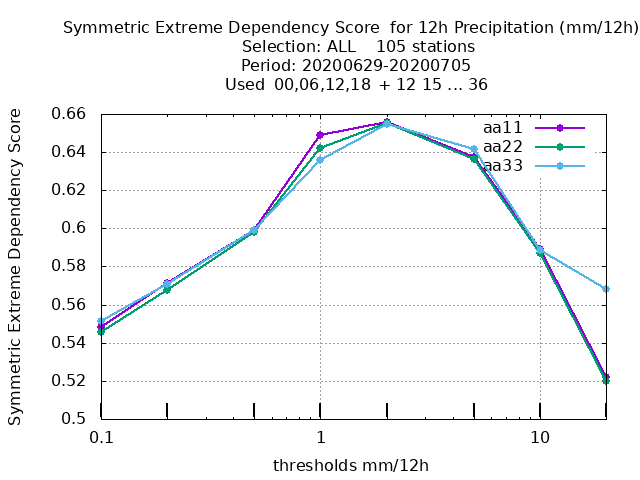 Symmetric Extreme Dependency Score for 12h Precipitation (mm/12h)
Selection: ALL 105 stations
Period: 20200629-20200705
Used 00,06,12,18 + 12 15 ... 36
Symmetric Extreme Dependency Score
0.66
0.64
0.62
0.6
0.58
0.56
0.54
0.52
0.5
aa11
aa22
aa33
0.1
1
10
thresholds mm/12h